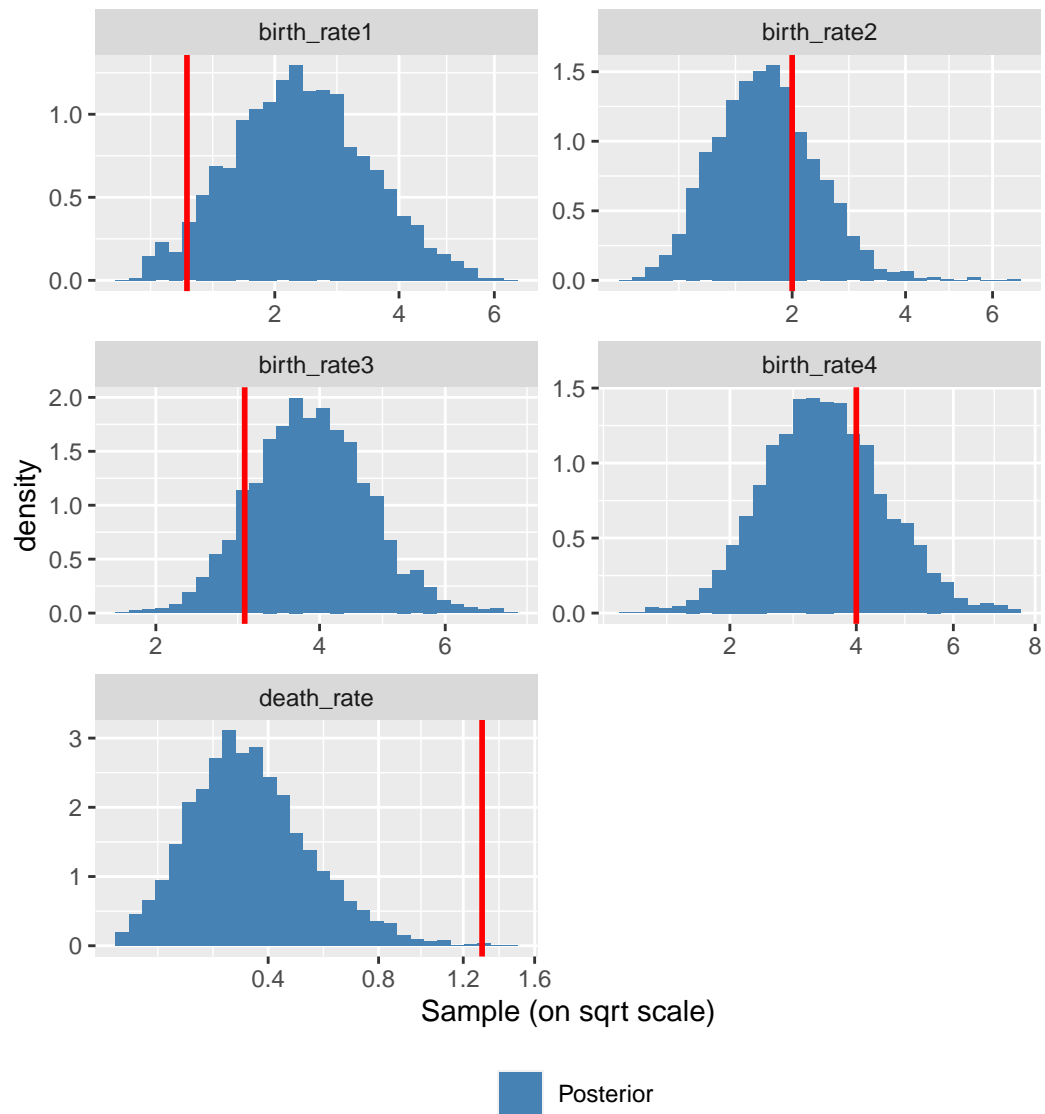 birth_rate1
birth_rate2
0.0
0.5
1.0
2 4 6
0.0
0.5
1.0
1.5
2 4 6
birth_rate3
birth_rate4
0.0
0.5
1.0
1.5
2.0
2 4 6
0.0
0.5
1.0
1.5
2 4 6 8
density
death_rate
0
1
2
3
0.4 0.8 1.2 1.6
Sample (on sqrt scale)
Posterior